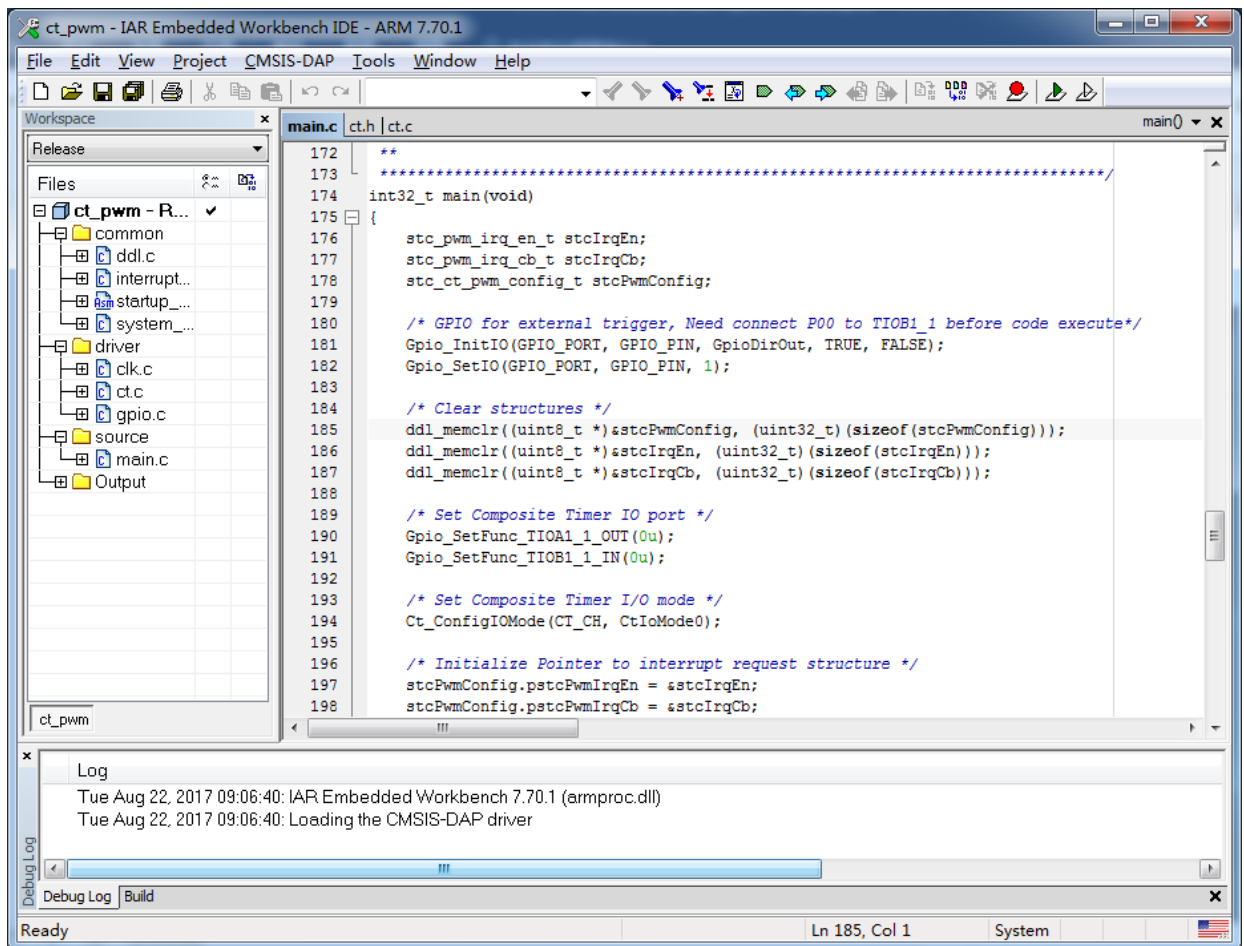 ct_pwm - IAR Embedded Workbench IDE - ARM 7.70.1
File Edit View Project CMSIS-DAP Tools Window Help
Workspace
Release
Files
ct_pwm - R...
common
ddl.c
interrupt...
startup_...
system_...
driver
clk.c
ct.c
gpio.c
source
main.c
Output
ct_pwm
main.c ct.h ct.c main()
172 **
173 ******************************************************************************/
174 int32_t main(void)
175 {
176 stc_pwm_irq_en_t stcIrqEn;
177 stc_pwm_irq_cb_t stcIrqCb;
178 stc_ct_pwm_config_t stcPwmConfig;
179
180 /* GPIO for external trigger, Need connect P00 to TIOB1_1 before code execute*/
181 Gpio_InitIO(GPIO_PORT, GPIO_PIN, GpioDirOut, TRUE, FALSE);
182 Gpio_SetIO(GPIO_PORT, GPIO_PIN, 1);
183
184 /* Clear structures */
185 ddl_memclr((uint8_t *)&stcPwmConfig, (uint32_t)(sizeof(stcPwmConfig)));
186 ddl_memclr((uint8_t *)&stcIrqEn, (uint32_t)(sizeof(stcIrqEn)));
187 ddl_memclr((uint8_t *)&stcIrqCb, (uint32_t)(sizeof(stcIrqCb)));
188
189 /* Set Composite Timer IO port */
190 Gpio_SetFunc_TIOA1_1_OUT(0u);
191 Gpio_SetFunc_TIOB1_1_IN(0u);
192
193 /* Set Composite Timer I/O mode */
194 Ct_ConfigIOMode(CT_CH, CtIoMode0);
195
196 /* Initialize Pointer to interrupt request structure */
197 stcPwmConfig.pstcPwmIrqEn = &stcIrqEn;
198 stcPwmConfig.pstcPwmIrqCb = &stcIrqCb;
Log
Tue Aug 22, 2017 09:06:40: IAR Embedded Workbench 7.70.1 (armproc.dll)
Tue Aug 22, 2017 09:06:40: Loading the CMSIS-DAP driver
Debug Log
Debug Log Build
Ready Ln 185, Col 1 System